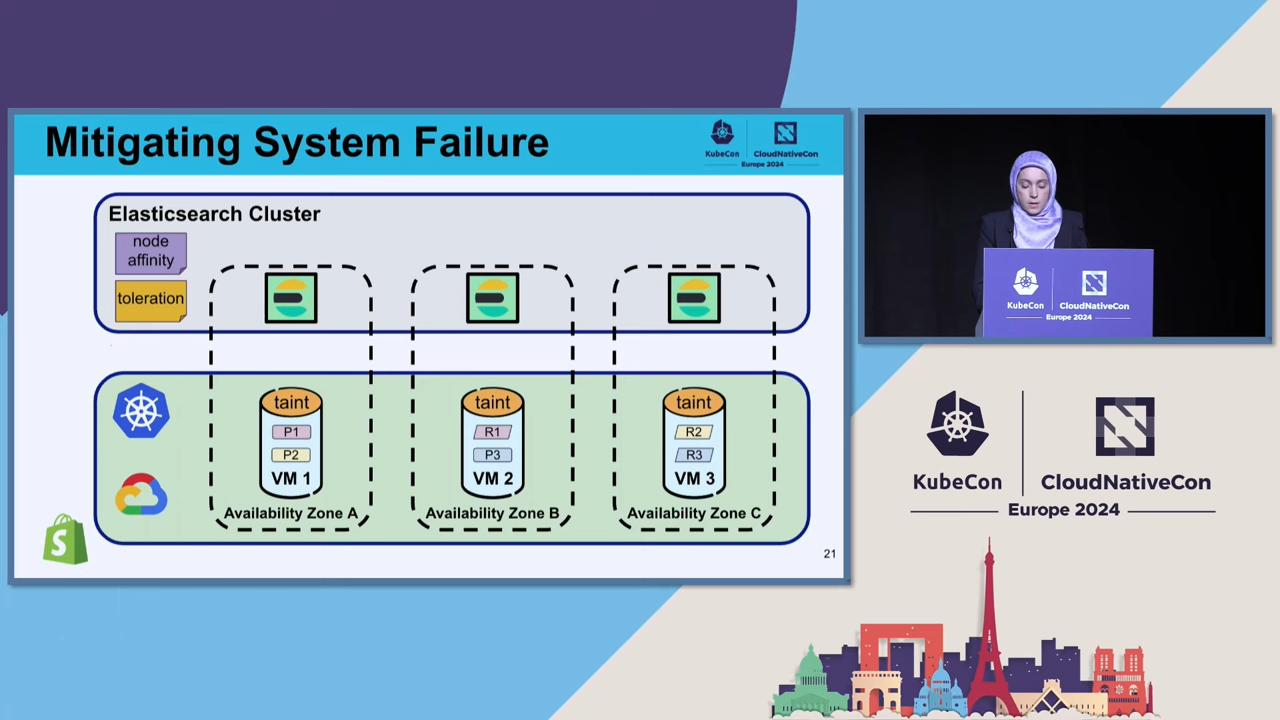 Mitigating System Failure
KubeCon
CloudNativeCon
Europe 2024
Elasticsearch Cluster
node
affinity
toleration
taint
P1
P2
VM 1
Availability Zone A
taint
R1
P3
VM 2
Availability Zone B
taint
R2
R3
VM 3
Availability Zone C
S
21
KubeCon
CloudNativeCon
Europe 2024
KubeCon
CloudNativeCon
Europe 2024